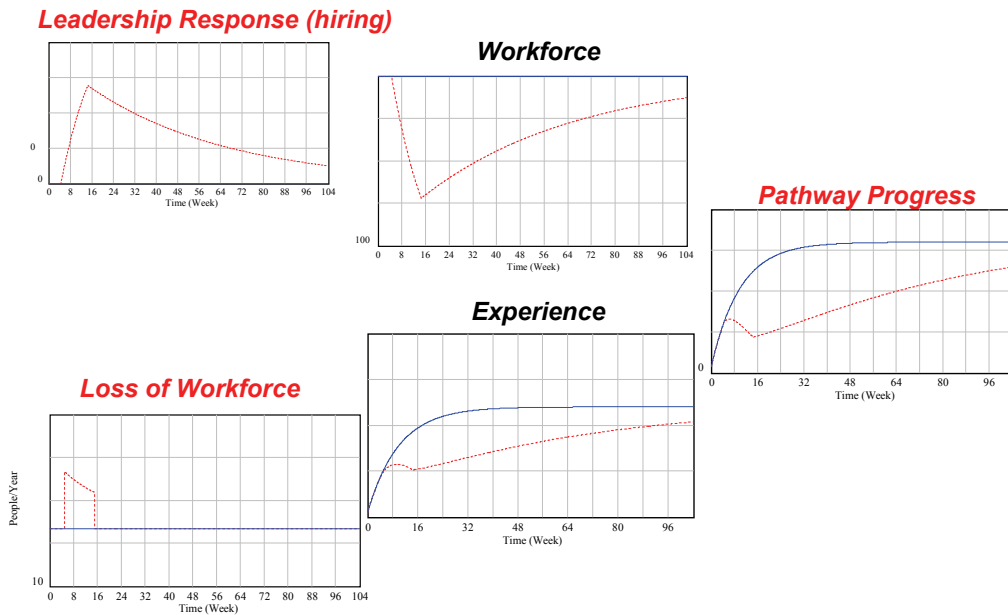 Leadership Response (hiring)
0
0
0 8 16 24 32 40 48 56 64 72 80 88 96 104
Time (Week)
Workforce
100
0 8 16 24 32 40 48 56 64 72 80 88 96 104
Time (Week)
Pathway Progress
0
0 16 32 48 64 80 96
Time (Week)
Experience
0 16 32 48 64 80 96
Time (Week)
Loss of Workforce
People/Year
10
0 8 16 24 32 40 48 56 64 72 80 88 96 104
Time (Week)